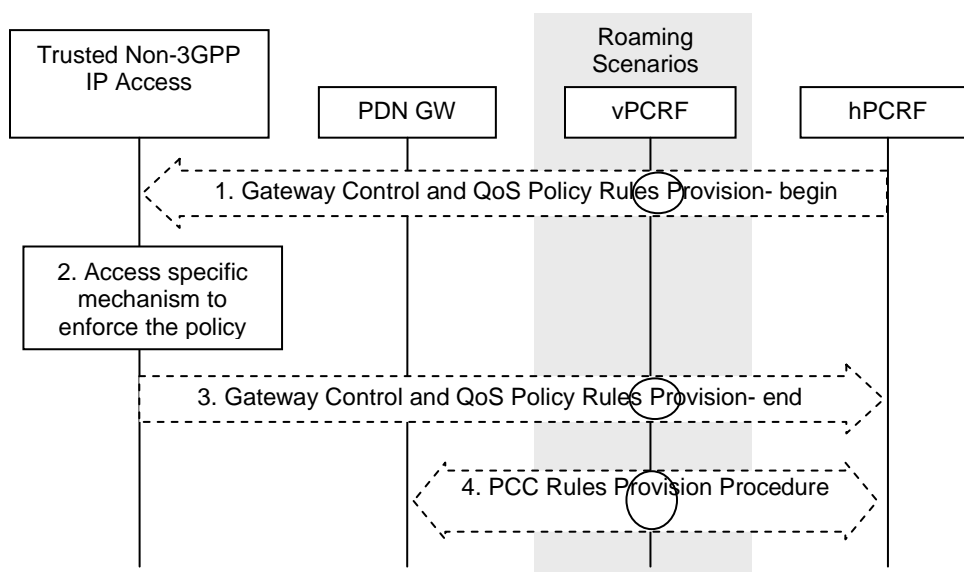 Roaming
Scenarios
Trusted Non-3GPP
IP Access
PDN GW
vPCRF
hPCRF
1. Gateway Control and QoS Policy Rules Provision- begin
2. Access specific
mechanism to
enforce the policy
3. Gateway Control and QoS Policy Rules Provision- end
4. PCC Rules Provision Procedure